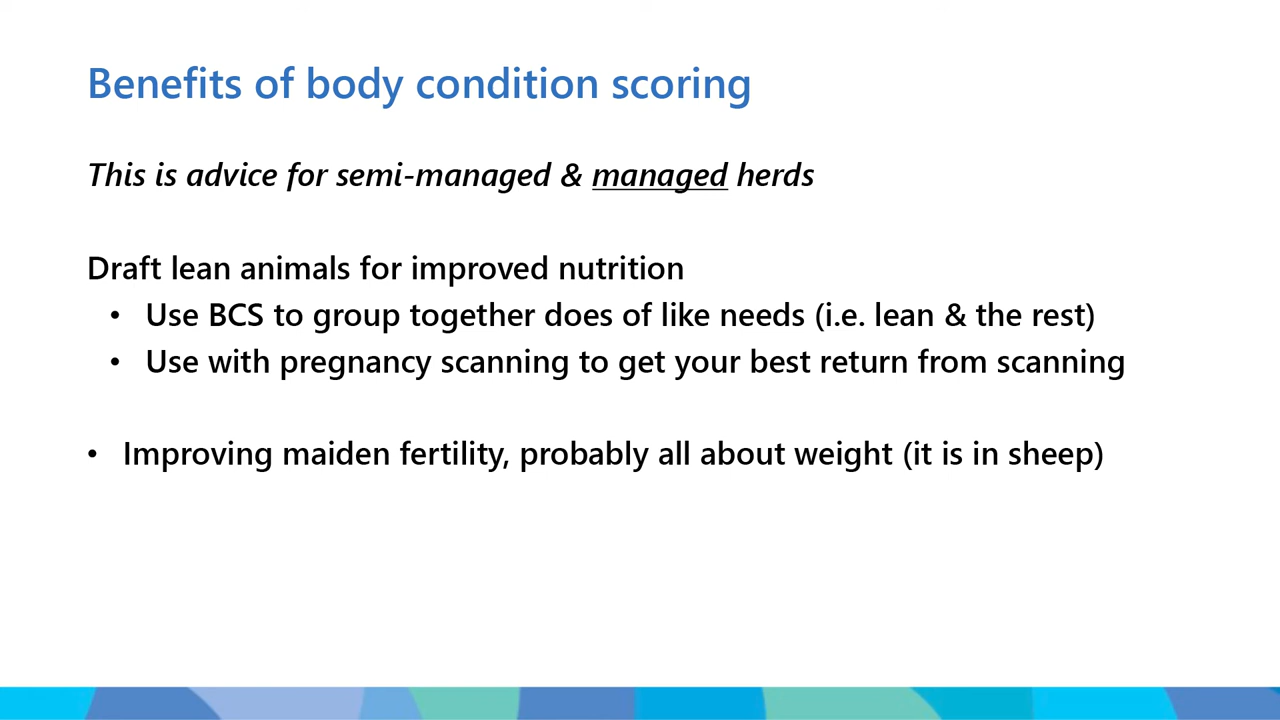 Benefits of body condition scoring
This is advice for semi-managed & managed herds
Draft lean animals for improved nutrition
• Use BCS to group together does of like needs (i.e. lean & the rest)
• Use with pregnancy scanning to get your best return from scanning
• Improving maiden fertility, probably all about weight (it is in sheep)